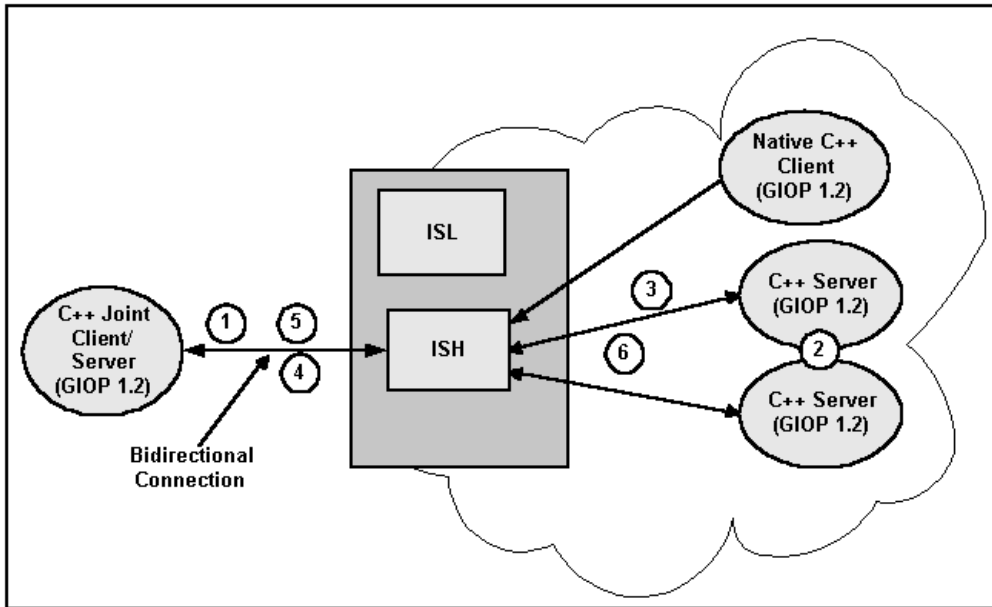 Native C++
Client
(GIOP 1.2)
ISL
C++ Server
(GIOP 1.2)
3
C++ Joint
Client/
Server
(GIOP 1.2)
1
5
4
ISH
6
2
C++ Server
(GIOP 1.2)
Bidirectional
Connection